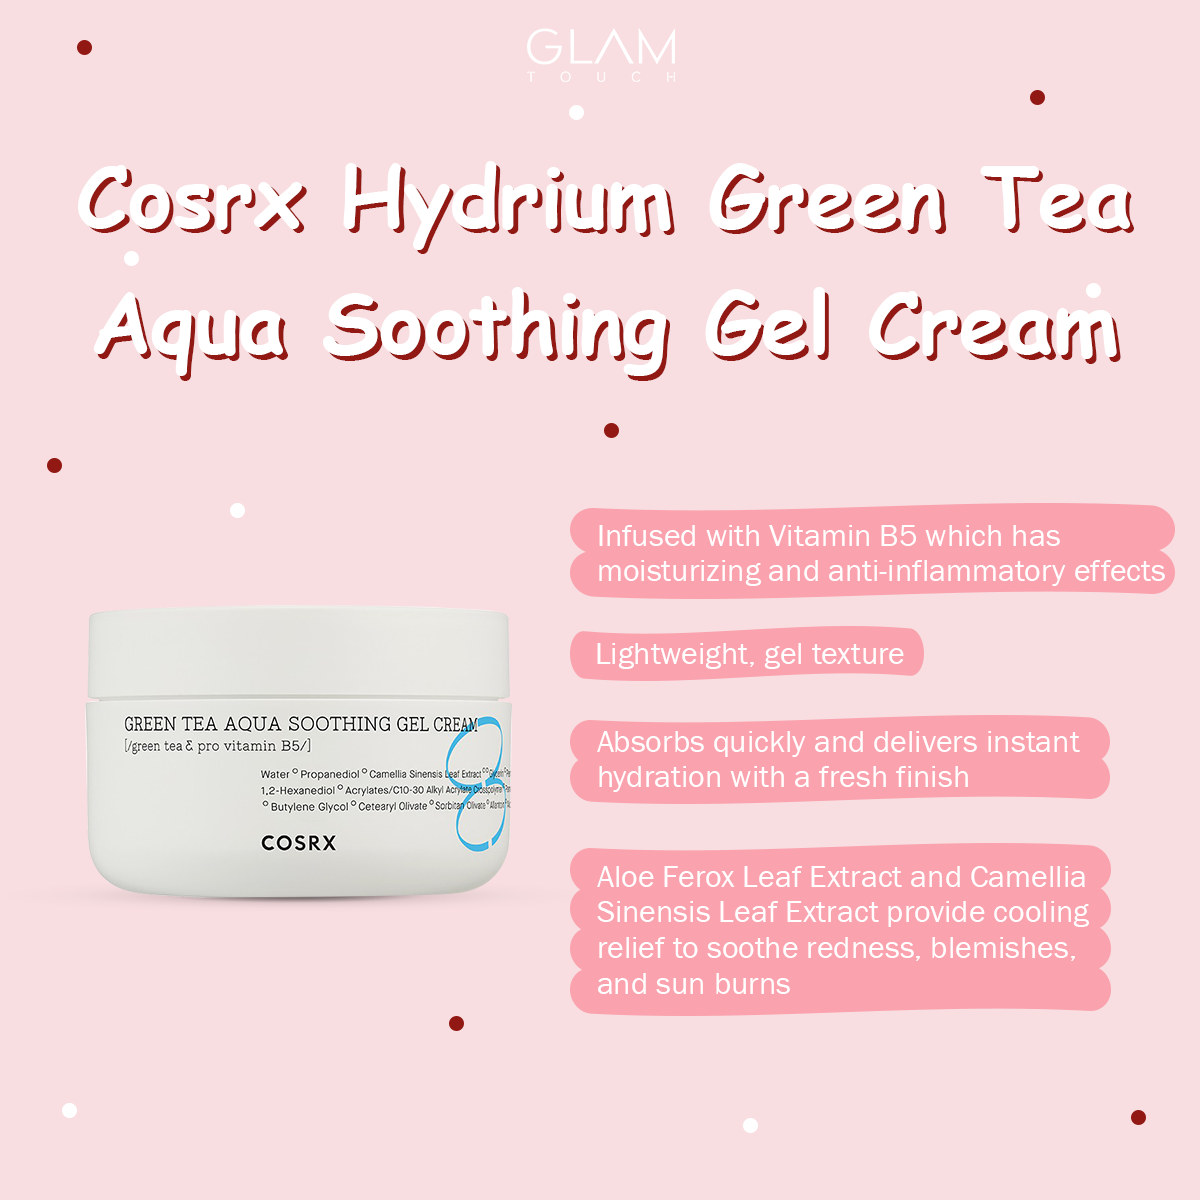 GLAM
TOUCH
Cosrx Hydrium Green Tea
Aqua Soothing Gel Cream
Infused with Vitamin B5 which has
moisturizing and anti-inflammatory effects
Lightweight, gel texture
GREEN TEA AQUA SOOTHING GEL CREAM
[/green tea & pro vitamin B5/]
Water ° Propanediol ° Camellia Sinensis Leaf Extract °° Glycerin °
1,2-Hexanediol ° Acrylates/C10-30 Alkyl Acrylate Crosspolymer °
° Butylene Glycol ° Cetearyl Olivate ° Sorbitan Olivate ° Allantoin °
COSRX
Absorbs quickly and delivers instant
hydration with a fresh finish
Aloe Ferox Leaf Extract and Camellia
Sinensis Leaf Extract provide cooling
relief to soothe redness, blemishes,
and sun burns